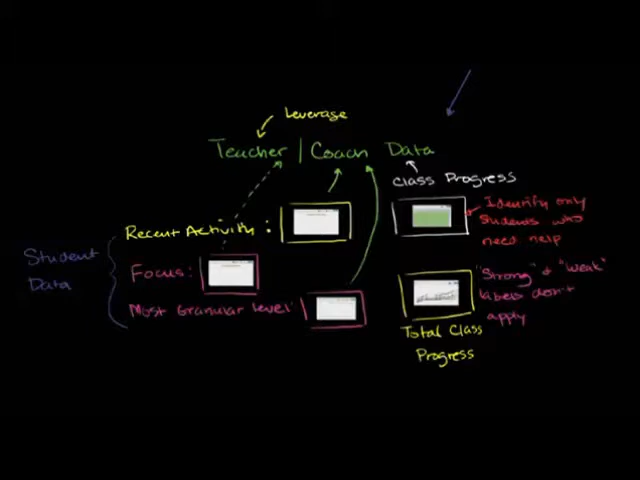 Leverage
Teacher | Coach Data
Class Progress
Recent Activity :
Identify only
students who
need help
Student
Data
Focus:
Most Granular level
"Strong" & "Weak"
labels don't
apply
Total Class
Progress